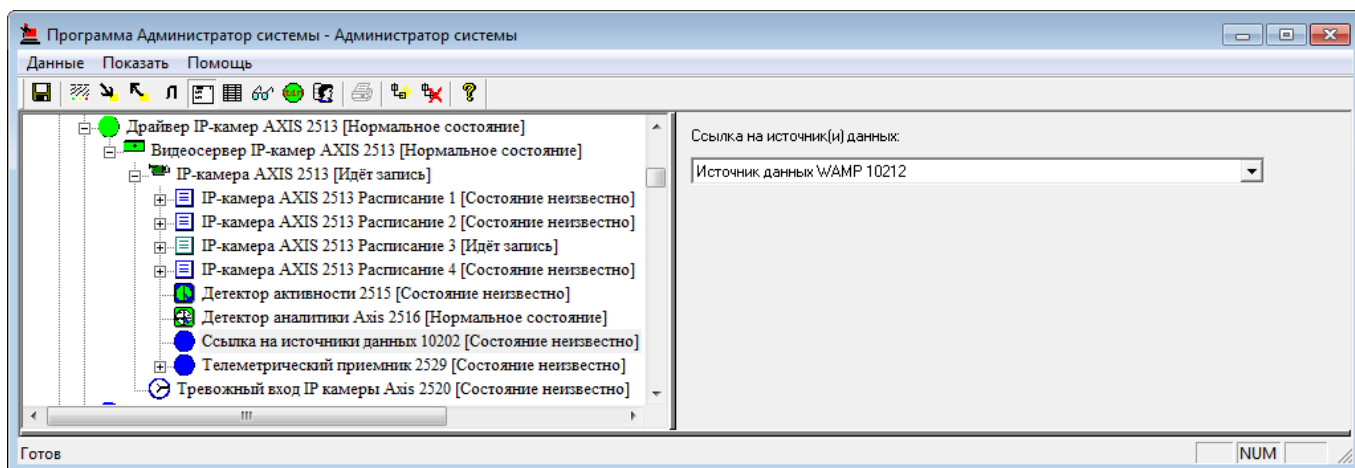 Программа Администратор системы - Администратор системы
Данные Показать Помощь
Л
Драйвер IP-камер AXIS 2513 [Нормальное состояние]
Видеосервер IP-камер AXIS 2513 [Нормальное состояние]
IP-камера AXIS 2513 [Идёт запись]
IP-камера AXIS 2513 Расписание 1 [Состояние неизвестно]
IP-камера AXIS 2513 Расписание 2 [Состояние неизвестно]
IP-камера AXIS 2513 Расписание 3 [Идёт запись]
IP-камера AXIS 2513 Расписание 4 [Состояние неизвестно]
Детектор активности 2515 [Состояние неизвестно]
Детектор аналитики Axis 2516 [Нормальное состояние]
Ссылка на источники данных 10202 [Состояние неизвестно]
Телеметрический приемник 2529 [Состояние неизвестно]
Тревожный вход IP камеры Axis 2520 [Состояние неизвестно]
Ссылка на источник(и) данных:
Источник данных WAMP 10212
Готов
NUM